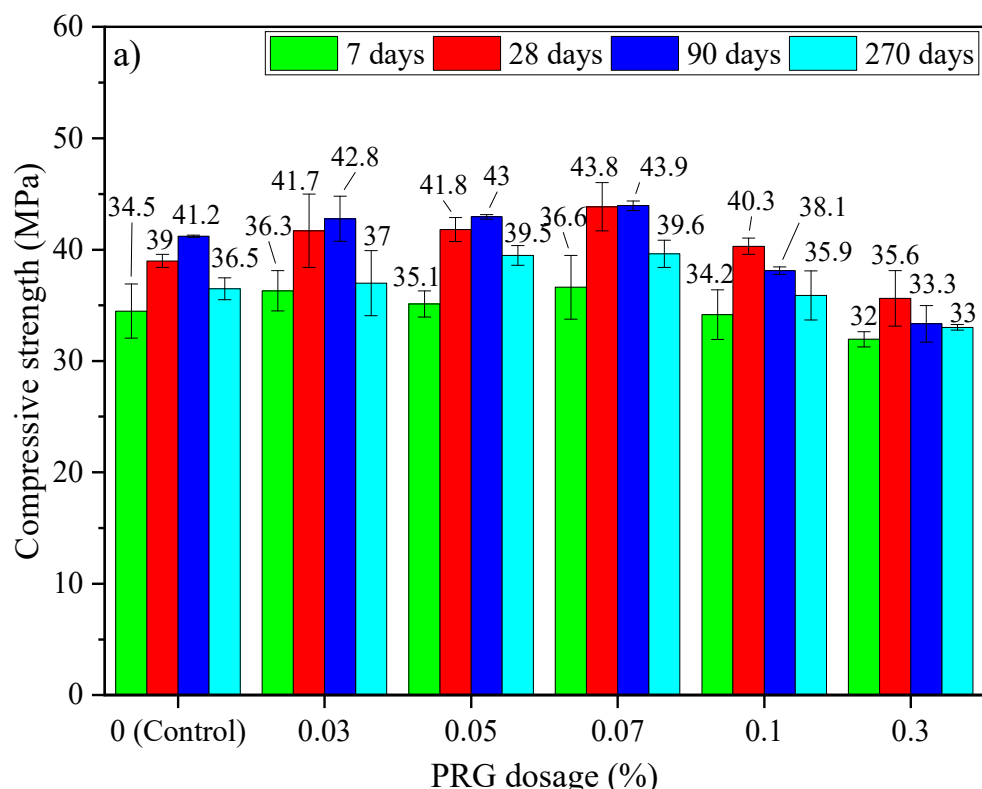 60
50
40
30
20
10
0
Compressive strength (MPa)
a)
7 days 28 days 90 days 270 days
34.5 39 41.2 36.5
36.3 41.7 42.8 37
35.1 41.8 43 39.5
36.6 43.8 43.9 39.6
34.2 40.3 38.1 35.9
32 35.6 33.3 33
0 (Control) 0.03 0.05 0.07 0.1 0.3
PRG dosage (%)